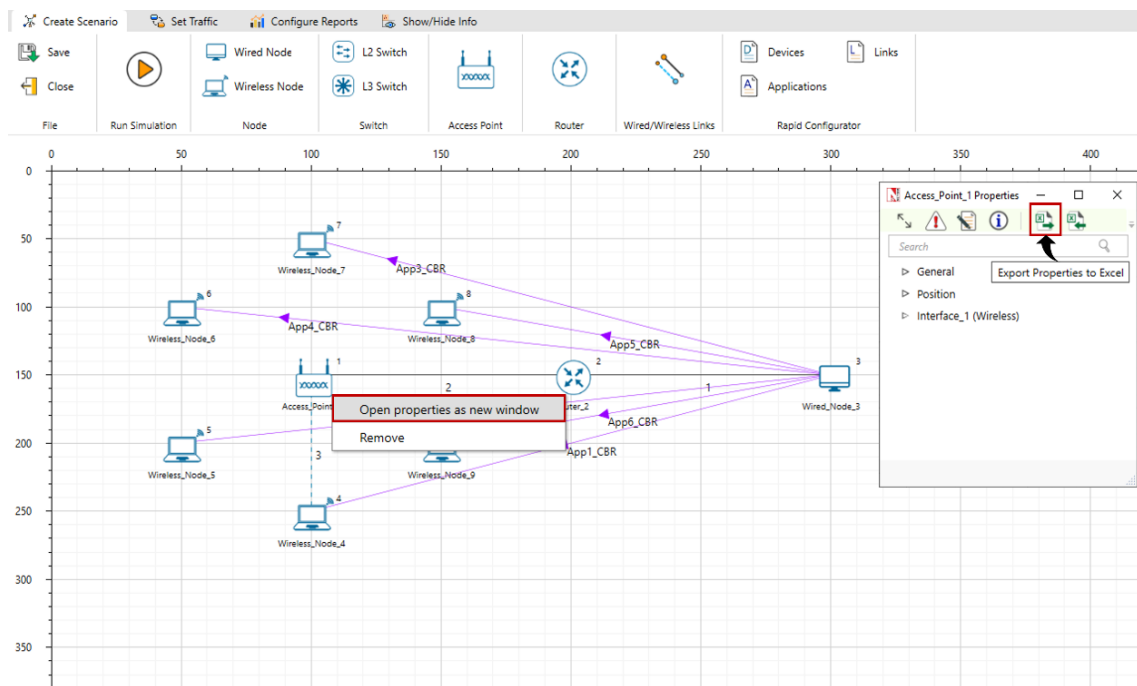 Create Scenario Set Traffic Configure Reports Show/Hide Info
Save Wired Node L2 Switch Devices Links
Close Wireless Node L3 Switch Applications
File Run Simulation Node Switch Access Point Router Wired/Wireless Links Rapid Configurator
0 50 100 150 200 250 300 350 400
0
Access_Point_1 Properties
Search
General
Export Properties to Excel
Position
Interface_1 (Wireless)
50
7
Wireless_Node_7
App3_CBR
100
6
Wireless_Node_6
App4_CBR
8
Wireless_Node_8
App5_CBR
150
1
2
2
1
3
Access_Point
uter_2
Wired_Node_3
Open properties as new window
Remove
App6_CBR
App1_CBR
200
5
Wireless_Node_5
3
Wireless_Node_9
250
4
Wireless_Node_4
300
350